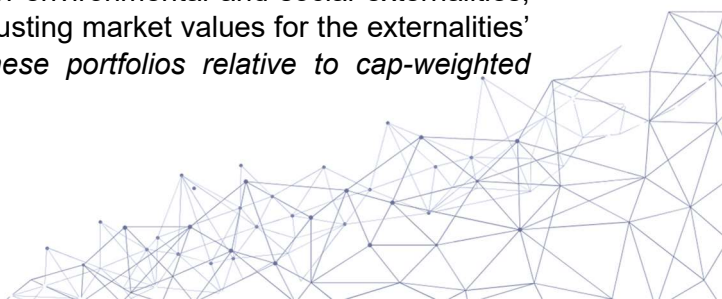 environmental and social externalities,
usting market values for the externalities’
hese portfolios relative to cap-weighted